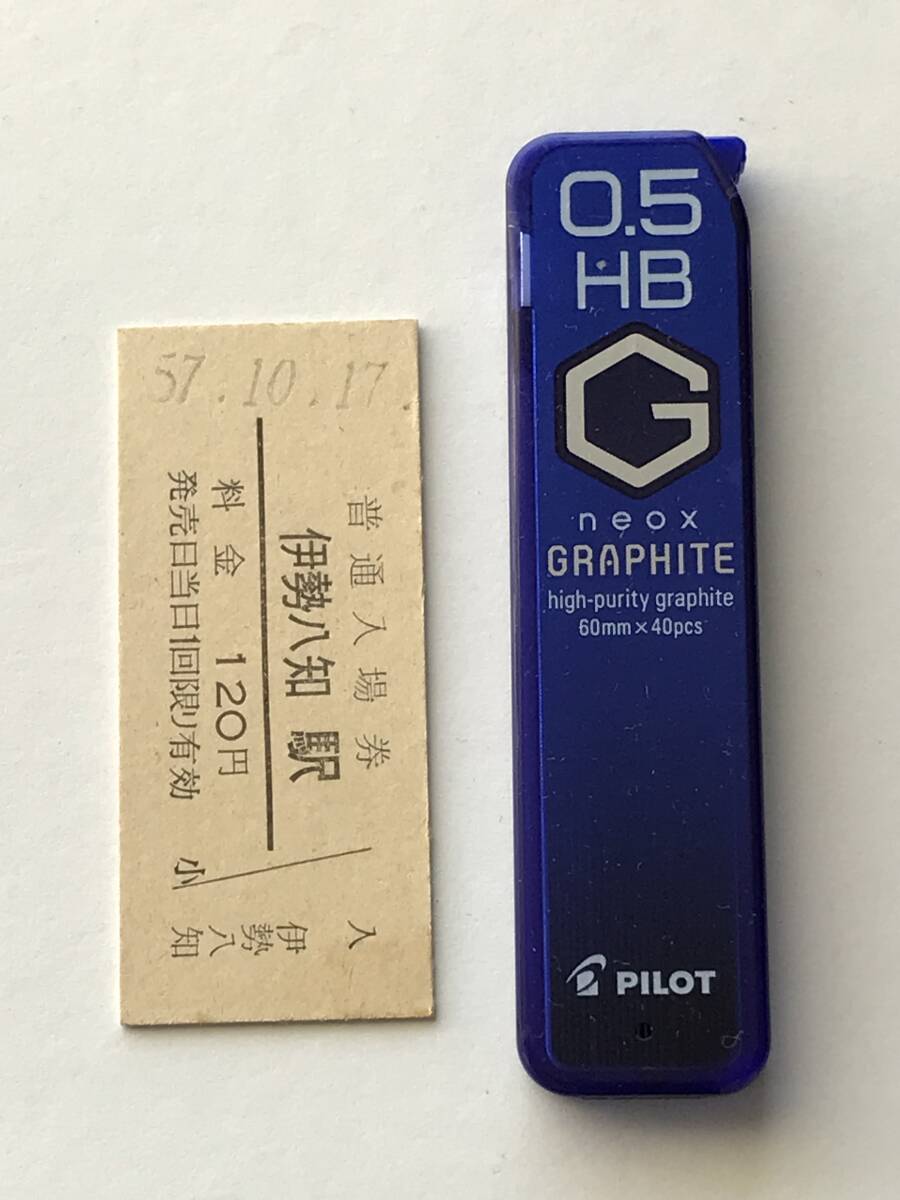 57.10.17
普通入場券
伊勢八知 駅
料金 120円
発売日当日1回限り有効
小
入
伊
勢
八
知
0.5
HB
G
neox
GRAPHITE
high-purity graphite
60mm×40pcs
PILOT